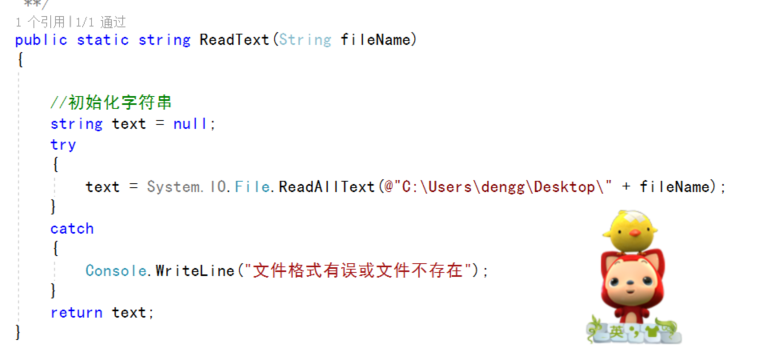 **/
1 个引用 | 1/1 通过
public static string ReadText(String fileName)
{
//初始化字符串
string text = null;
try
{
text = System.IO.File.ReadAllText(@"C:\Users\dengg\Desktop\" + fileName);
}
catch
{
Console.WriteLine("文件格式有误或文件不存在");
}
return text;
}
英